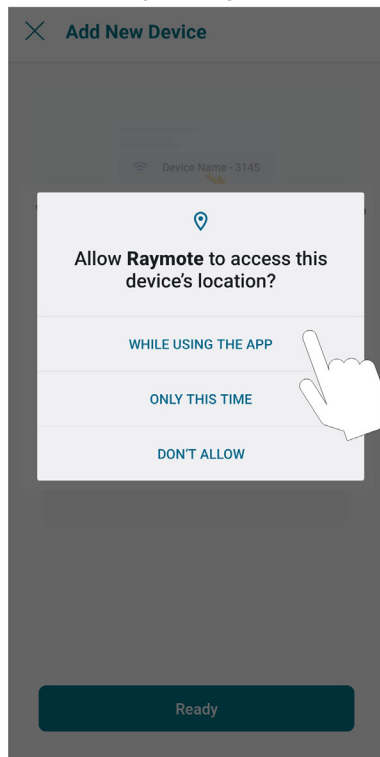 Add New Device
Device Name - 3145
Allow Raymote to access this
device's location?
WHILE USING THE APP
ONLY THIS TIME
DON'T ALLOW
Ready